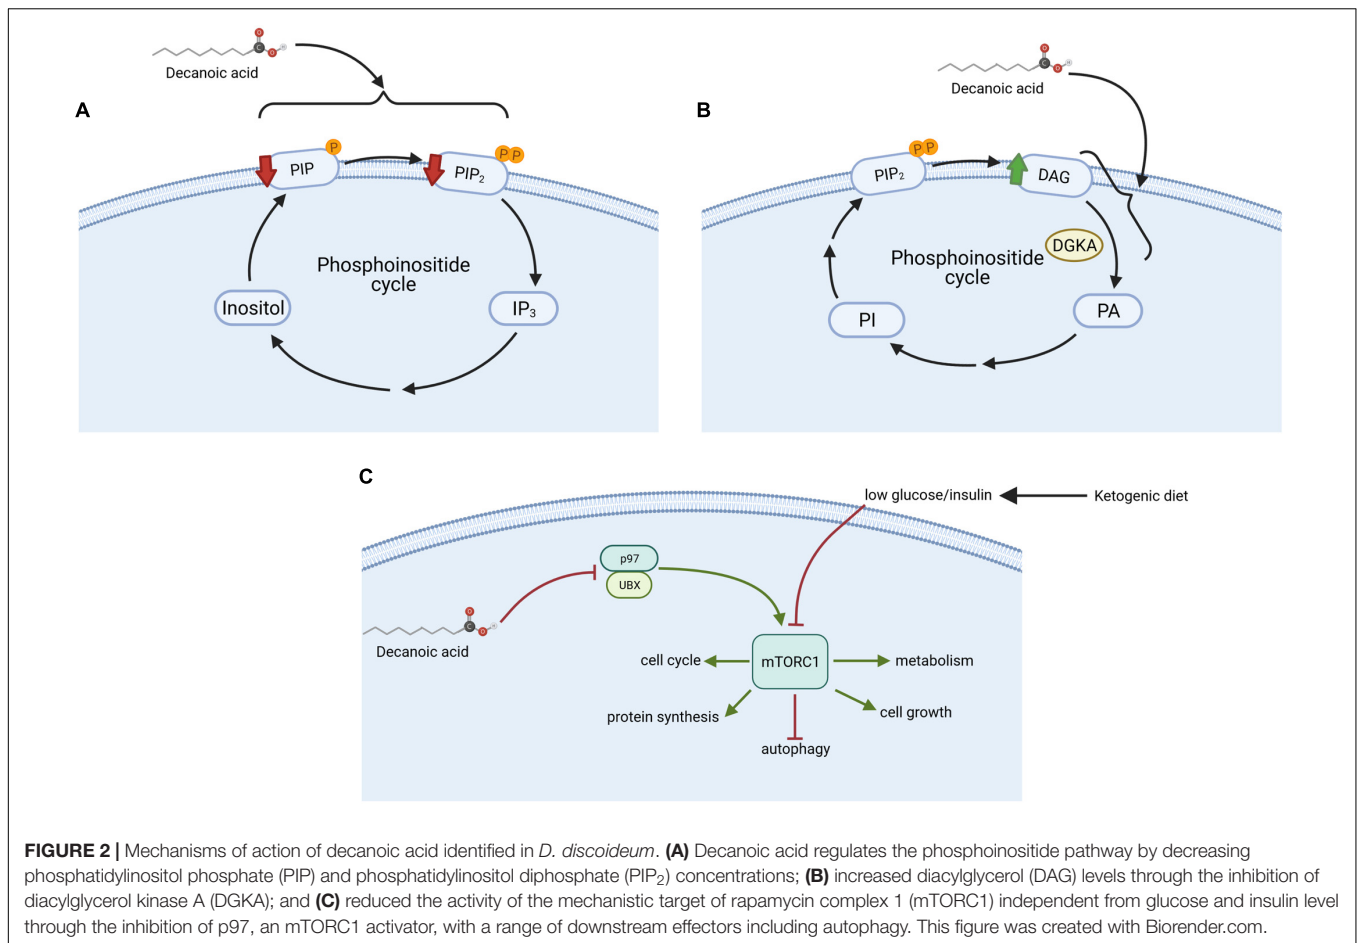 Decanoic acid
O
C
O
H
A
PIP
P
PIP₂
P P
Phosphoinositide
cycle
Inositol
IP₃
Decanoic acid
O
C
O
H
B
PIP₂
P P
DAG
DGKA
Phosphoinositide
cycle
PI
PA
C
low glucose/insulin
Ketogenic diet
p97
UBX
O
C
O
H
Decanoic acid
mTORC1
cell cycle
metabolism
protein synthesis
cell growth
autophagy
FIGURE 2 | Mechanisms of action of decanoic acid identified in D. discoideum. (A) Decanoic acid regulates the phosphoinositide pathway by decreasing
phosphatidylinositol phosphate (PIP) and phosphatidylinositol diphosphate (PIP₂) concentrations; (B) increased diacylglycerol (DAG) levels through the inhibition of
diacylglycerol kinase A (DGKA); and (C) reduced the activity of the mechanistic target of rapamycin complex 1 (mTORC1) independent from glucose and insulin level
through the inhibition of p97, an mTORC1 activator, with a range of downstream effectors including autophagy. This figure was created with Biorender.com.